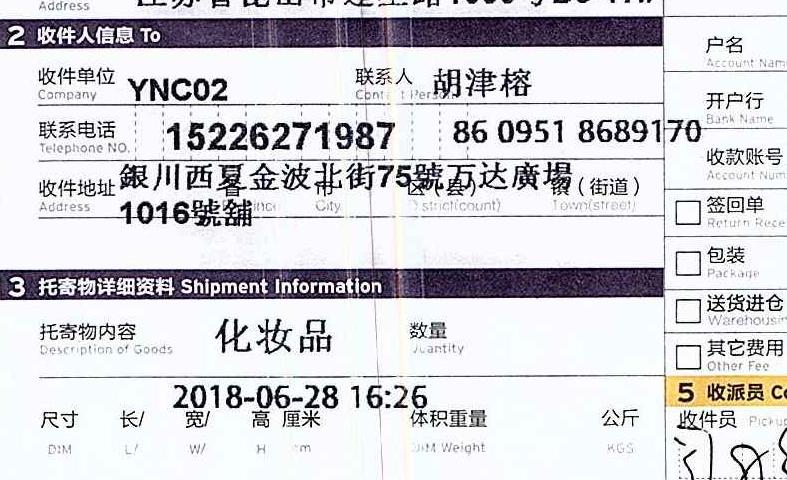 Address
2 收件人信息 To
收件单位 YNC02 联系人 胡津榕
Company Contact Person
联系电话 15226271987 86 0951 8689170
Telephone NO.
收件地址 銀川西夏金波北街75號万达廣場
省 市 区(县) 镇(街道)
Address Province City District(count) Town(street)
1016號舖
3 托寄物详细资料 Shipment Information
托寄物内容 化妆品 数量
Description of Goods Quantity
2018-06-28 16:26
尺寸 长/ 宽/ 高 厘米 体积重量 公斤
DIM L/ W/ H cm DIM Weight KGS
户名
Account Nam
开户行
Bank Name
收款账号
Account Num
签回单
Return Rece
包装
Package
送货进仓
Warehousin
其它费用
Other Fee
5 收派员 Co
收件员 Pickup